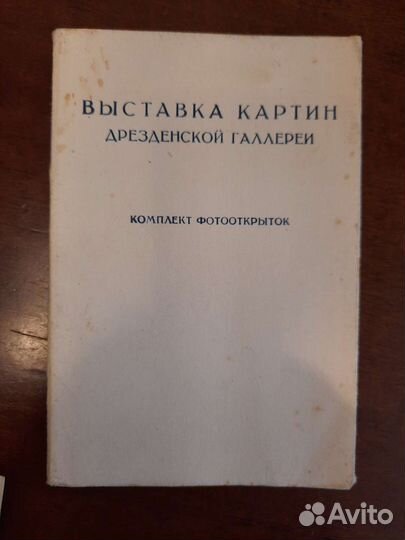 ВЫСТАВКА КАРТИН
ДРЕЗДЕНСКОЙ ГАЛЛЕРЕИ
КОМПЛЕКТ ФОТООТКРЫТОК
Avito